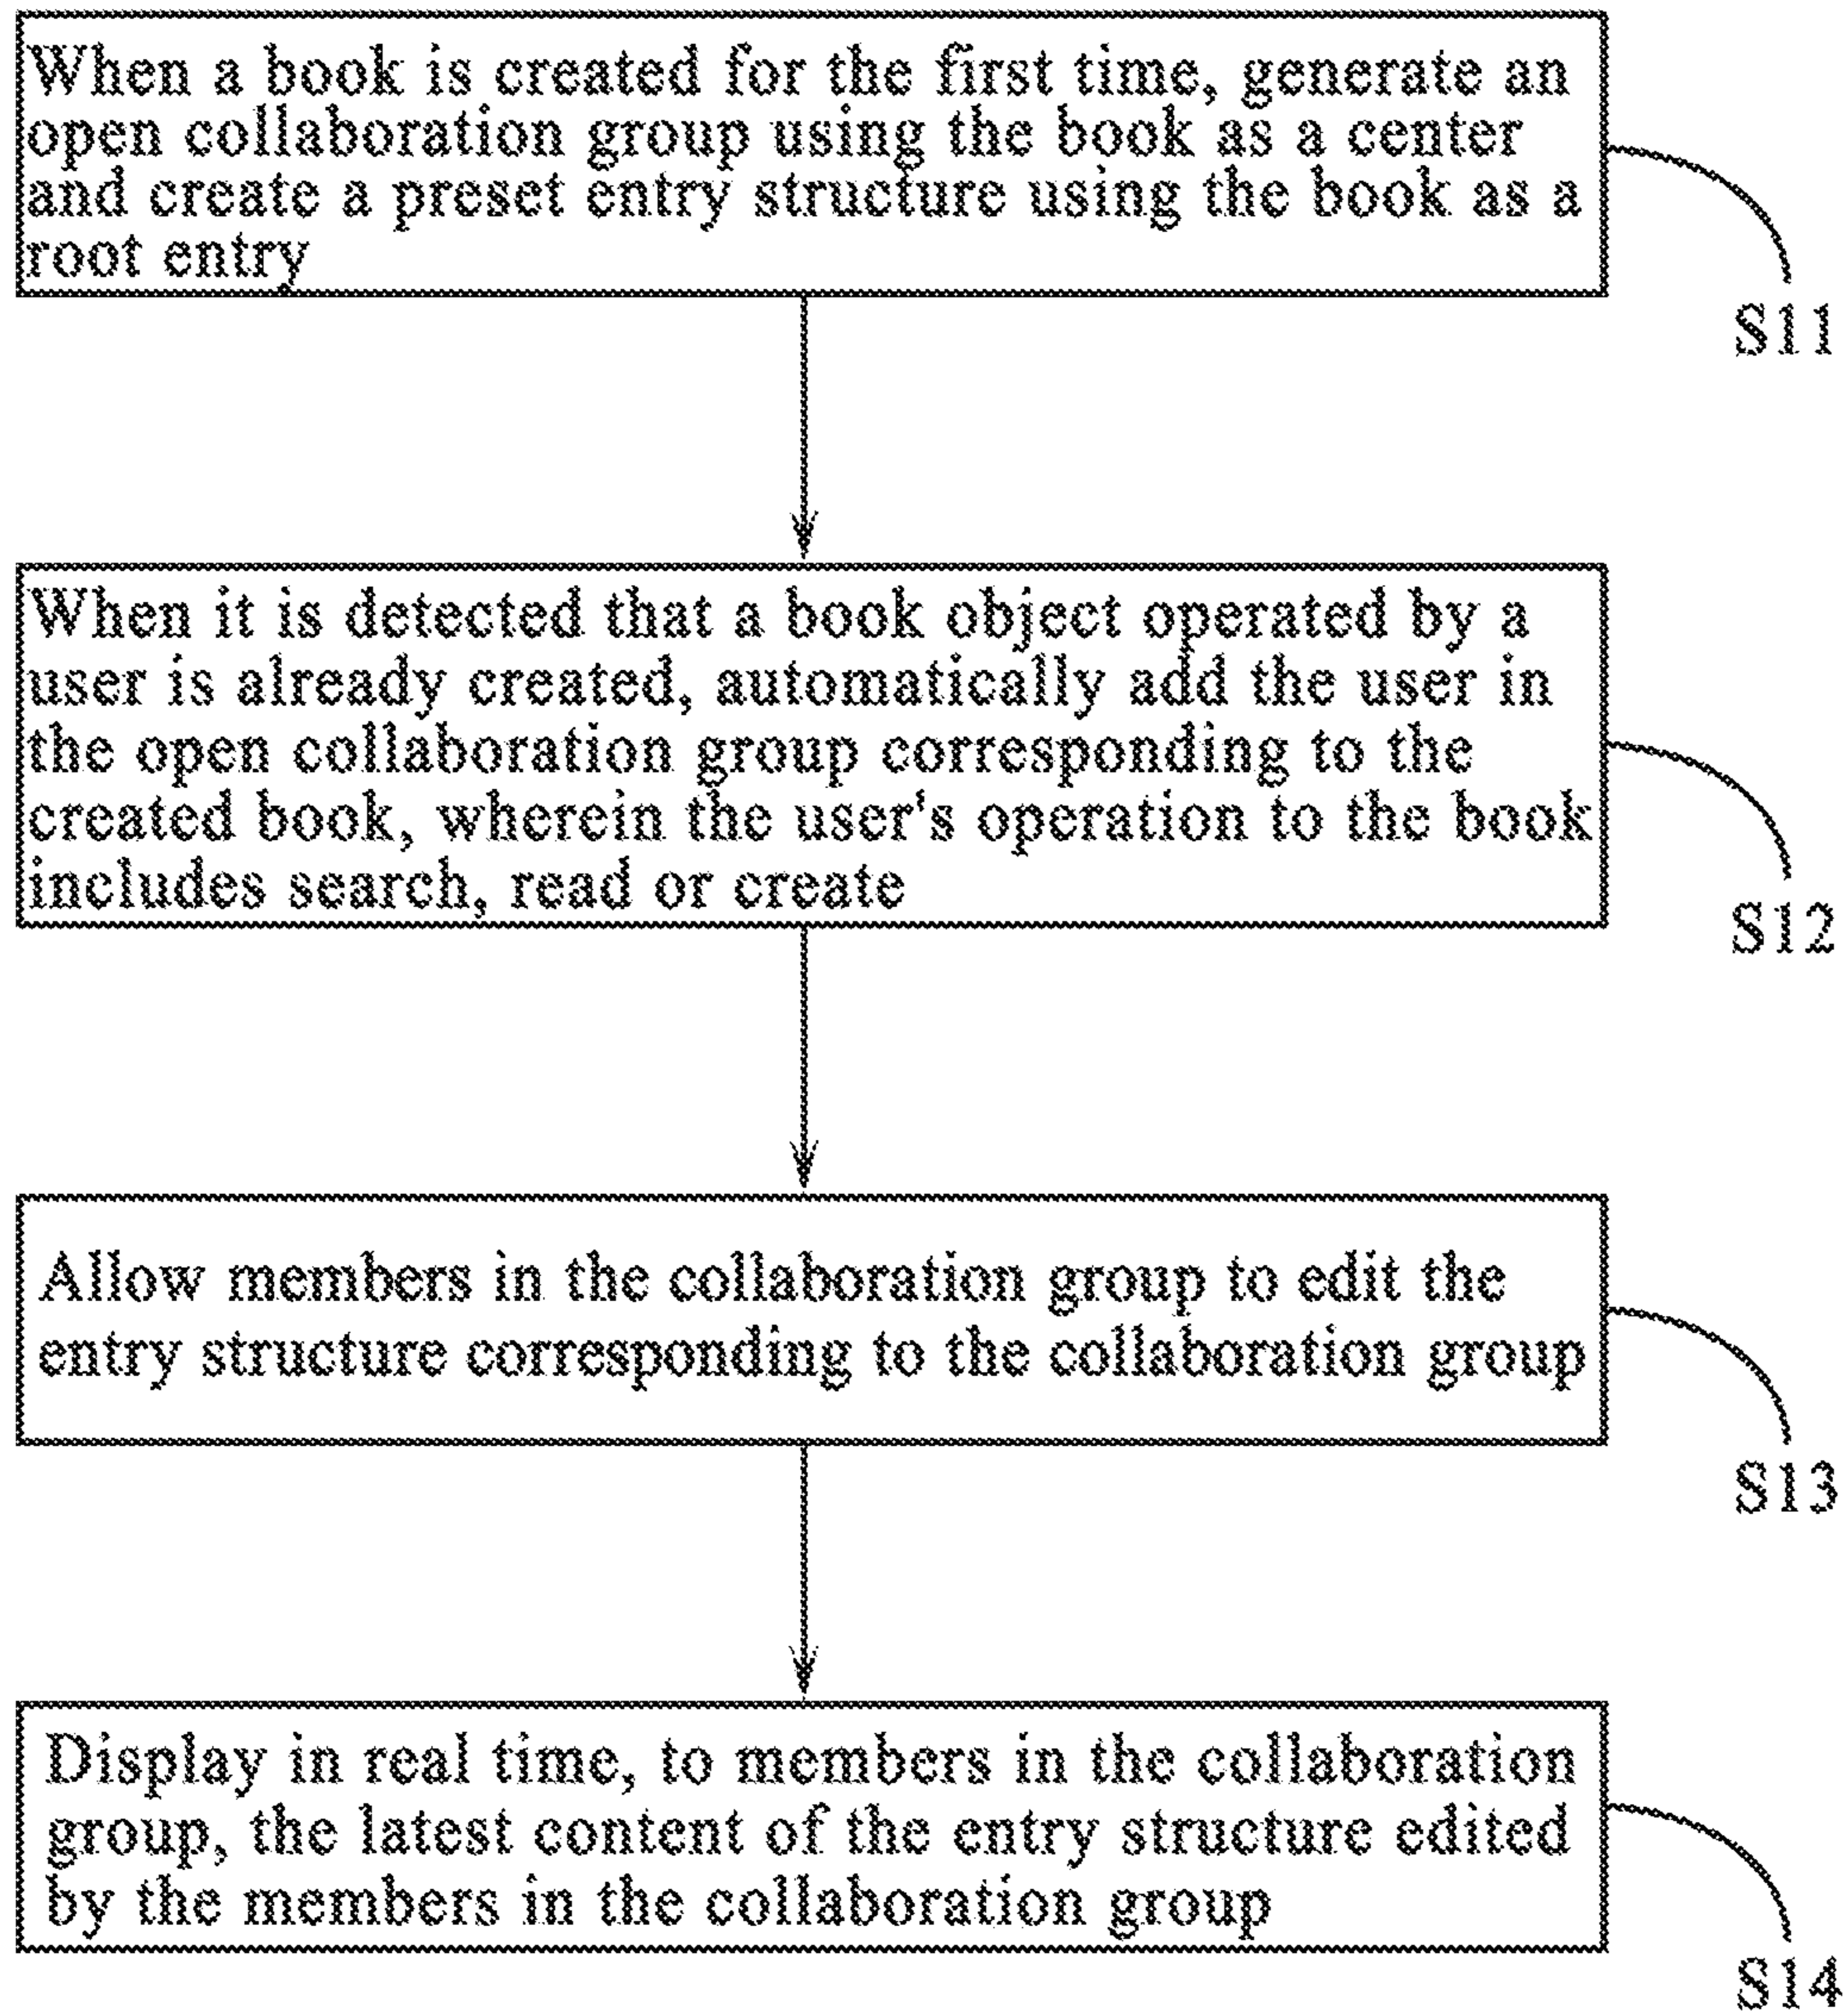 When a book is created for the first time, generate an
open collaboration group using the book as a center
and create a preset entry structure using the book as a
root entry
S11
When it is detected that a book object operated by a
user is already created, automatically add the user in
the open collaboration group corresponding to the
created book, wherein the user's operation to the book
includes search, read or create
S12
Allow members in the collaboration group to edit the
entry structure corresponding to the collaboration group
S13
Display in real time, to members in the collaboration
group, the latest content of the entry structure edited
by the members in the collaboration group
S14